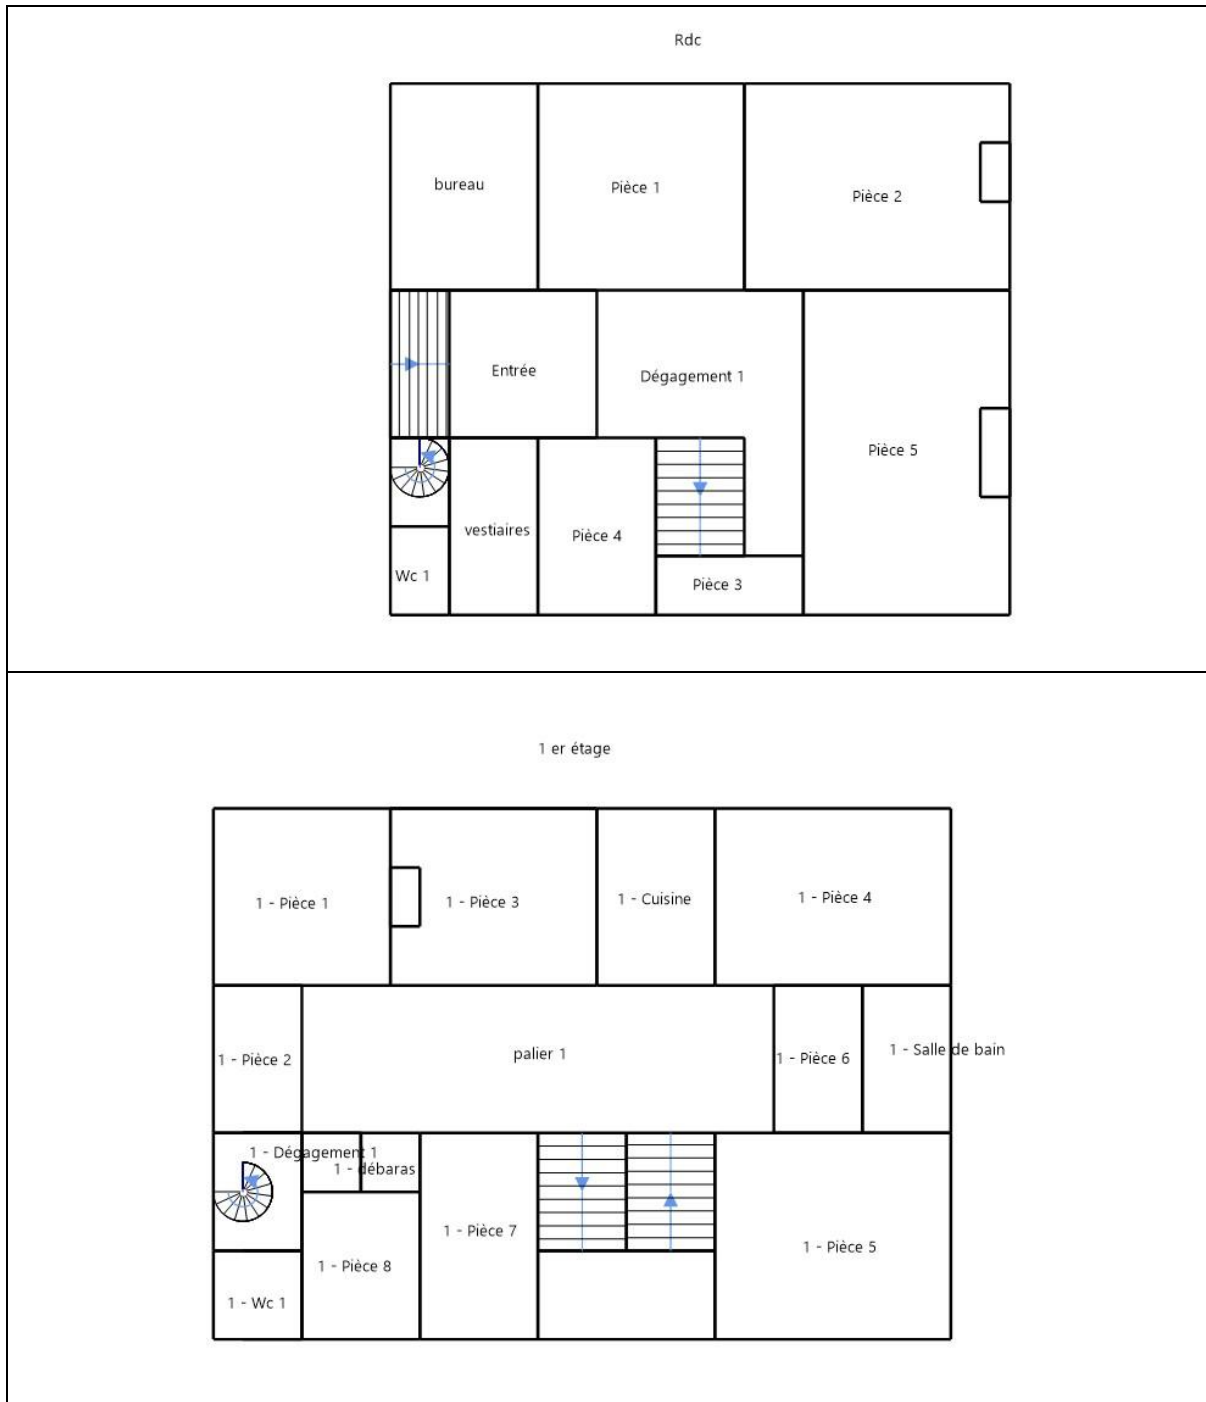 Rdc
bureau
Pièce 1
Pièce 2
Entrée
Dégagement 1
Pièce 5
vestiaires
Pièce 4
Wc 1
Pièce 3
1 er étage
1 - Pièce 1
1 - Pièce 3
1 - Cuisine
1 - Pièce 4
1 - Pièce 2
palier 1
1 - Pièce 6
1 - Salle de bain
1 - Dégagement 1
1 - débaras
1 - Pièce 7
1 - Pièce 5
1 - Pièce 8
1 - Wc 1